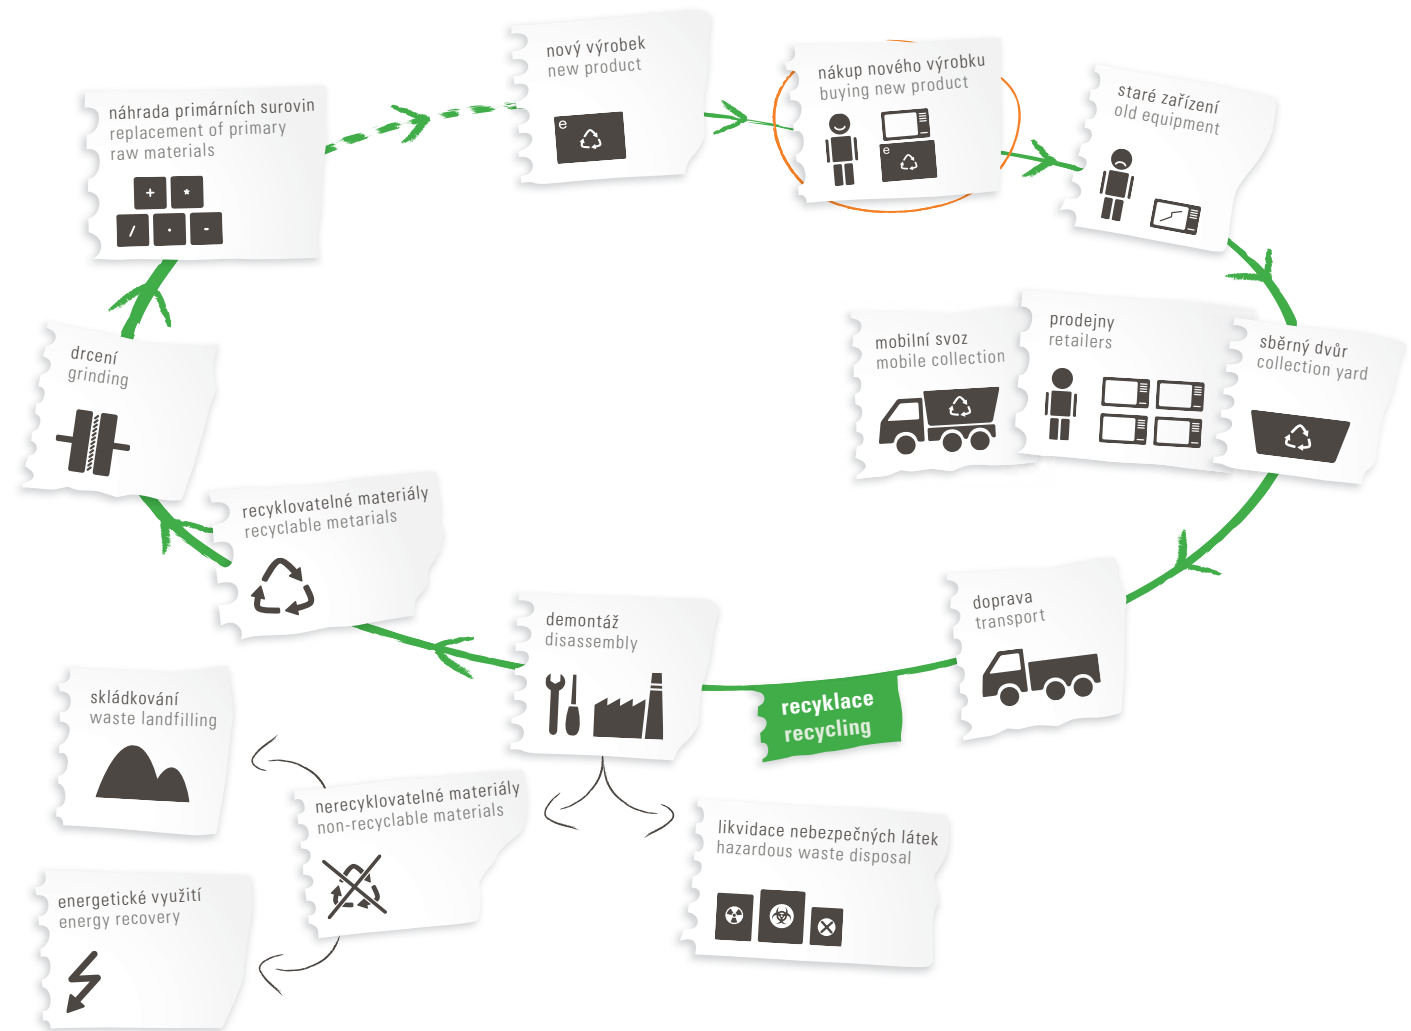 nový výrobek
new product
e
nákup nového výrobku
buying new product
e
staré zařízení
old equipment
náhrada primárních surovin
replacement of primary
raw materials
+ *
/ · -
mobilní svoz
mobile collection
prodejny
retailers
sběrný dvůr
collection yard
drcení
grinding
recyklovatelné materiály
recyclable metarials
doprava
transport
demontáž
disassembly
recyklace
recycling
skládkování
waste landfilling
nerecyklovatelné materiály
non-recyclable materials
likvidace nebezpečných látek
hazardous waste disposal
energetické využití
energy recovery